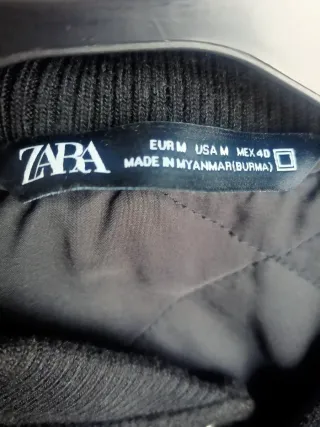 ZARA
EUR M USA M MEX 40
MADE IN MYANMAR(BURMA)